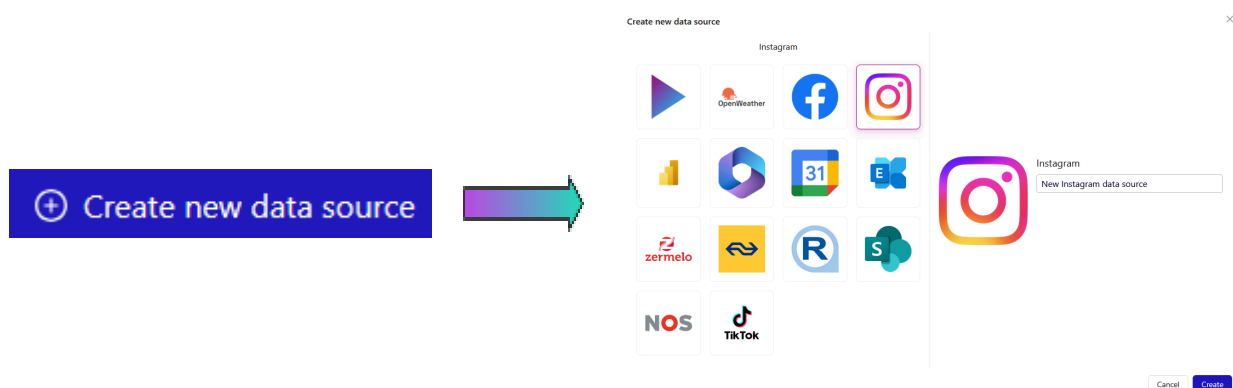 Create new data source
Create new data source
Instagram
OpenWeather
31
E
Instagram
New Instagram data source
zermelo
R
S
NOS
TikTok
Cancel
Create